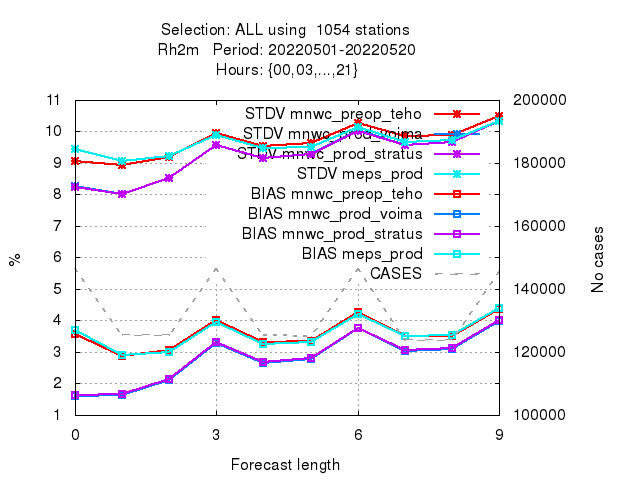 Selection: ALL using  1054 stations
Rh2m   Period: 20220501-20220520
Hours: {00,03,...,21}
11 200000
STDV mnwc_preop_teho
10 STDV mnwc_prod_voima
STDV mnwc_prod_stratus
9 180000
STDV meps_prod
8 BIAS mnwc_preop_teho
BIAS mnwc_prod_voima
7 160000
BIAS mnwc_prod_stratus
BIAS meps_prod
6
CASES
% No cases
5 140000
4
3 120000
2
1 100000
0 3 6 9
Forecast length